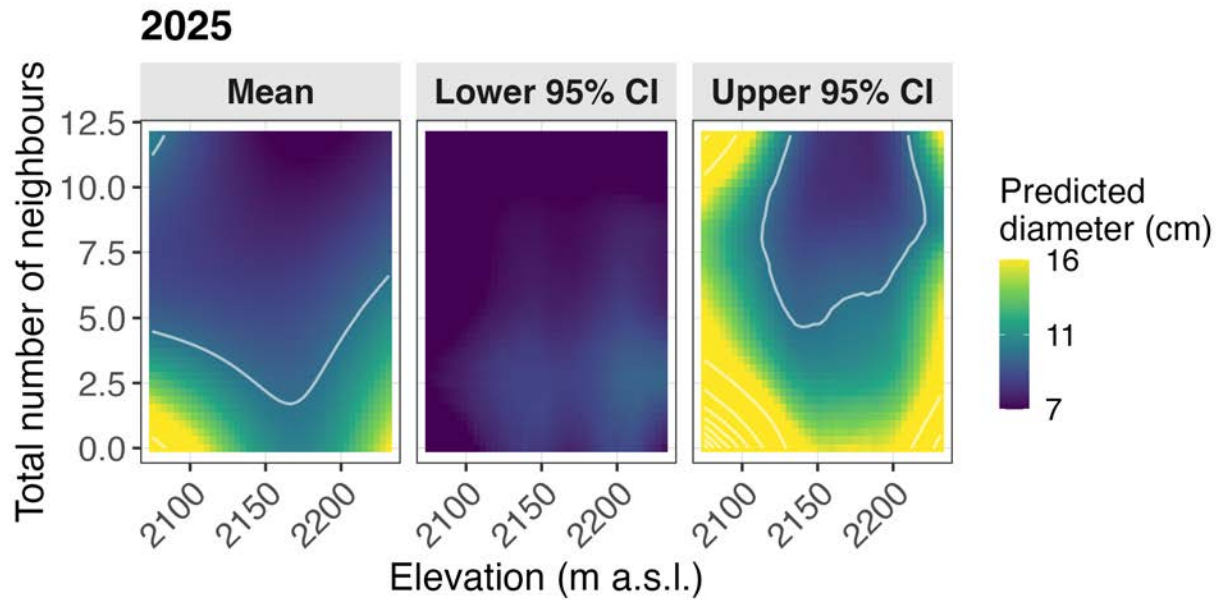 2025
Mean
Lower 95% CI
Upper 95% CI
Total number of neighbours
12.5
10.0
7.5
5.0
2.5
0.0
2100
2150
2200
2100
2150
2200
2100
2150
2200
Elevation (m a.s.l.)
Predicted
diameter (cm)
16
11
7